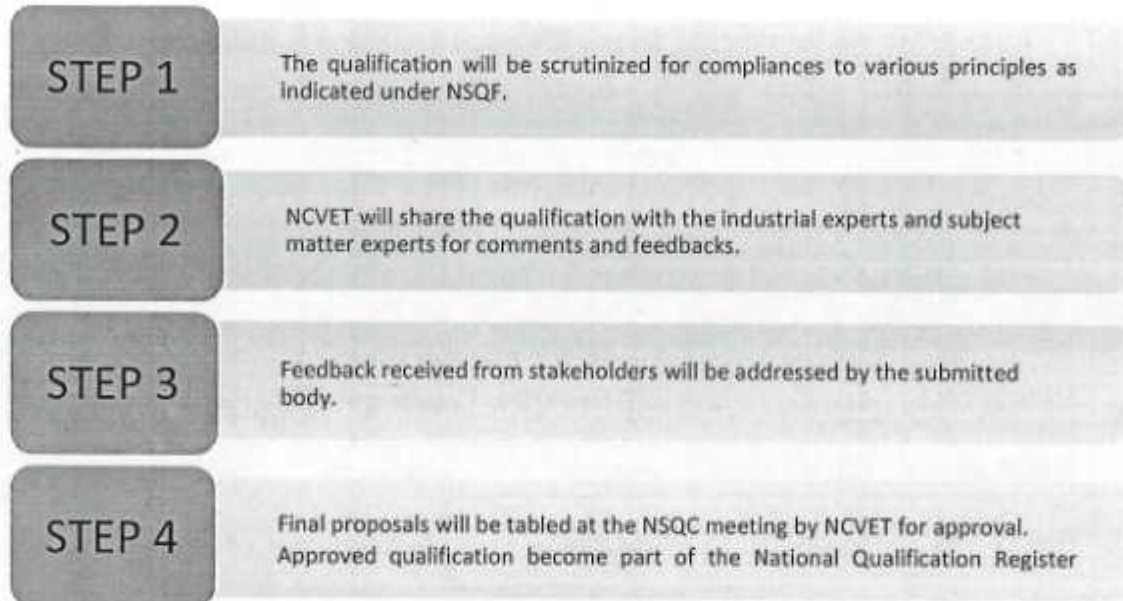 STEP 1
The qualification will be scrutinized for compliances to various principles as
indicated under NSQF.
STEP 2
NCVET will share the qualification with the industrial experts and subject
matter experts for comments and feedbacks.
STEP 3
Feedback received from stakeholders will be addressed by the submitted
body.
STEP 4
Final proposals will be tabled at the NSQC meeting by NCVET for approval.
Approved qualification become part of the National Qualification Register